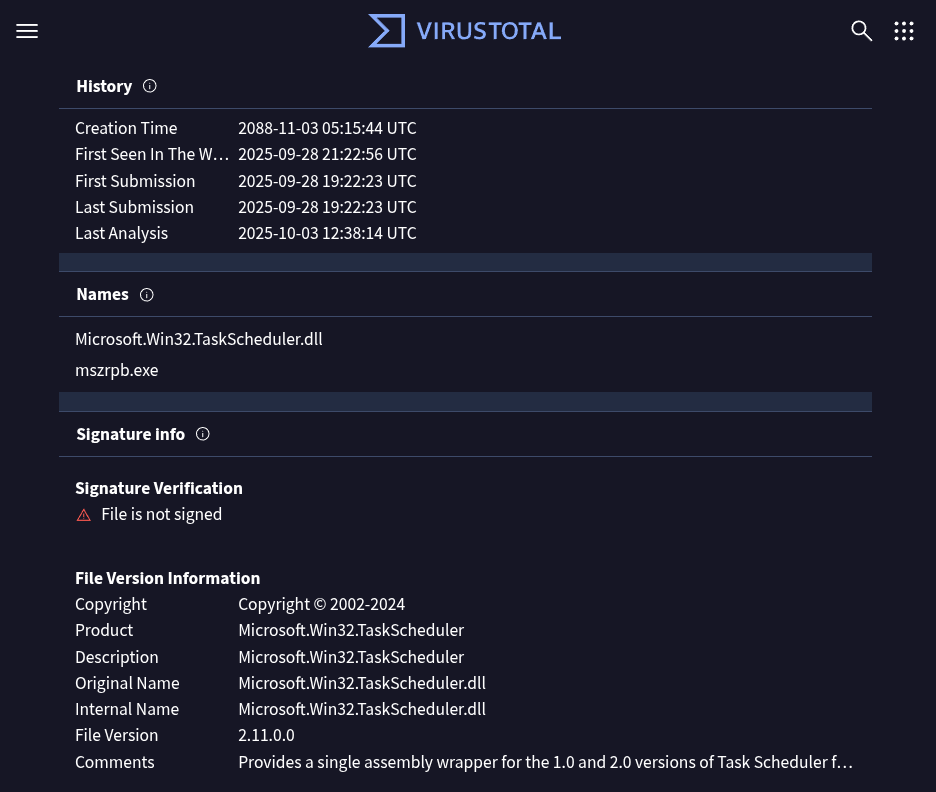 VIRUSTOTAL
History
Creation Time 2088-11-03 05:15:44 UTC
First Seen In The W… 2025-09-28 21:22:56 UTC
First Submission 2025-09-28 19:22:23 UTC
Last Submission 2025-09-28 19:22:23 UTC
Last Analysis 2025-10-03 12:38:14 UTC
Names
Microsoft.Win32.TaskScheduler.dll
mszrpb.exe
Signature info
Signature Verification
File is not signed
File Version Information
Copyright Copyright © 2002-2024
Product Microsoft.Win32.TaskScheduler
Description Microsoft.Win32.TaskScheduler
Original Name Microsoft.Win32.TaskScheduler.dll
Internal Name Microsoft.Win32.TaskScheduler.dll
File Version 2.11.0.0
Comments Provides a single assembly wrapper for the 1.0 and 2.0 versions of Task Scheduler f…